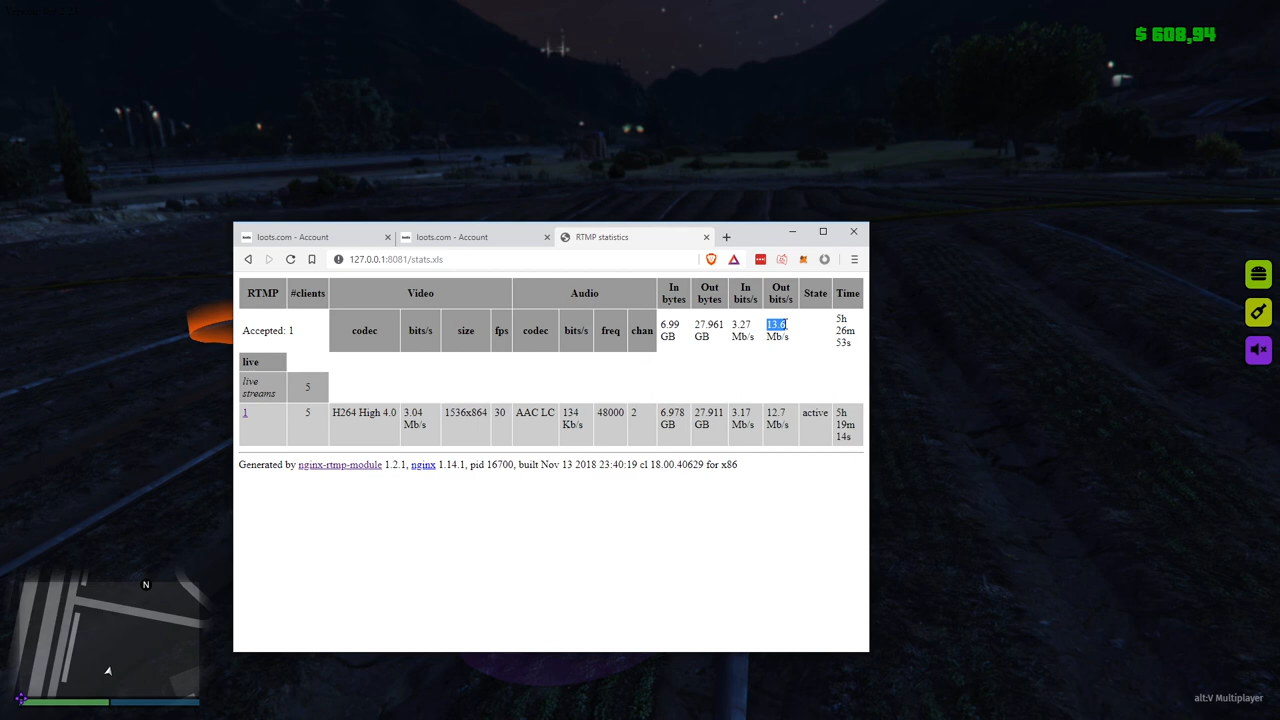 $ 608,94
loots.com - Account
loots.com - Account
RTMP statistics
127.0.0.1:8081/stats.xls
RTMP #clients Video Audio In bytes Out bytes In bits/s Out bits/s State Time
Accepted: 1 codec bits/s size fps codec bits/s freq chan 6.99 GB 27.961 GB 3.27 Mb/s 13.6 Mb/s 5h 26m 53s
live
live streams 5
1 5 H264 High 4.0 3.04 Mb/s 1536x864 30 AAC LC 134 Kb/s 48000 2 6.978 GB 27.911 GB 3.17 Mb/s 12.7 Mb/s active 5h 19m 14s
Generated by nginx-rtmp-module 1.2.1, nginx 1.14.1, pid 16700, built Nov 13 2018 23:40:19 cl 18.00.40629 for x86
N
alt:V Multiplayer